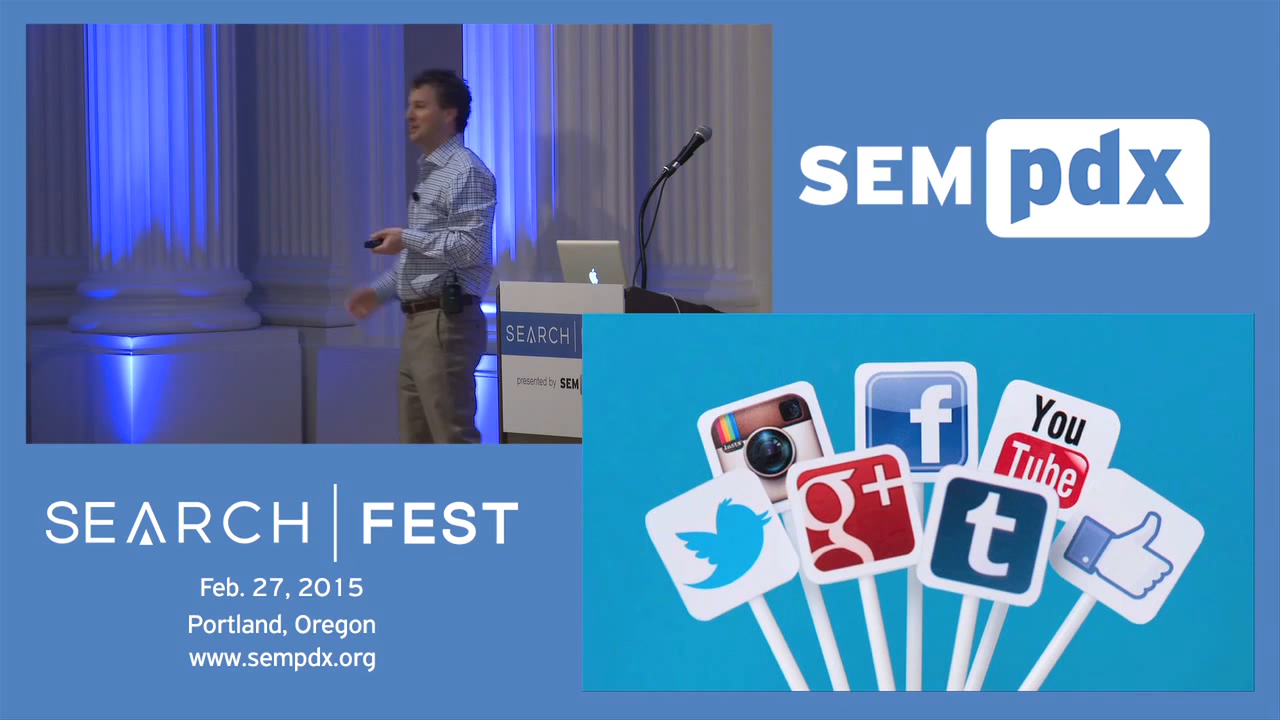 SEM pdx
SEARCH
presented by SEM
You
Tube
f
g+
t
SEARCH | FEST
Feb. 27, 2015
Portland, Oregon
www.sempdx.org